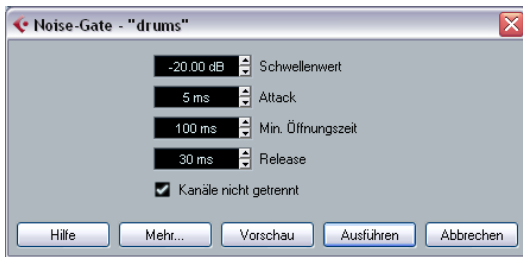 Noise-Gate - "drums"
-20.00 dB Schwellenwert
5 ms Attack
100 ms Min. Öffnungszeit
30 ms Release
Kanäle nicht getrennt
Hilfe Mehr... Vorschau Ausführen Abbrechen